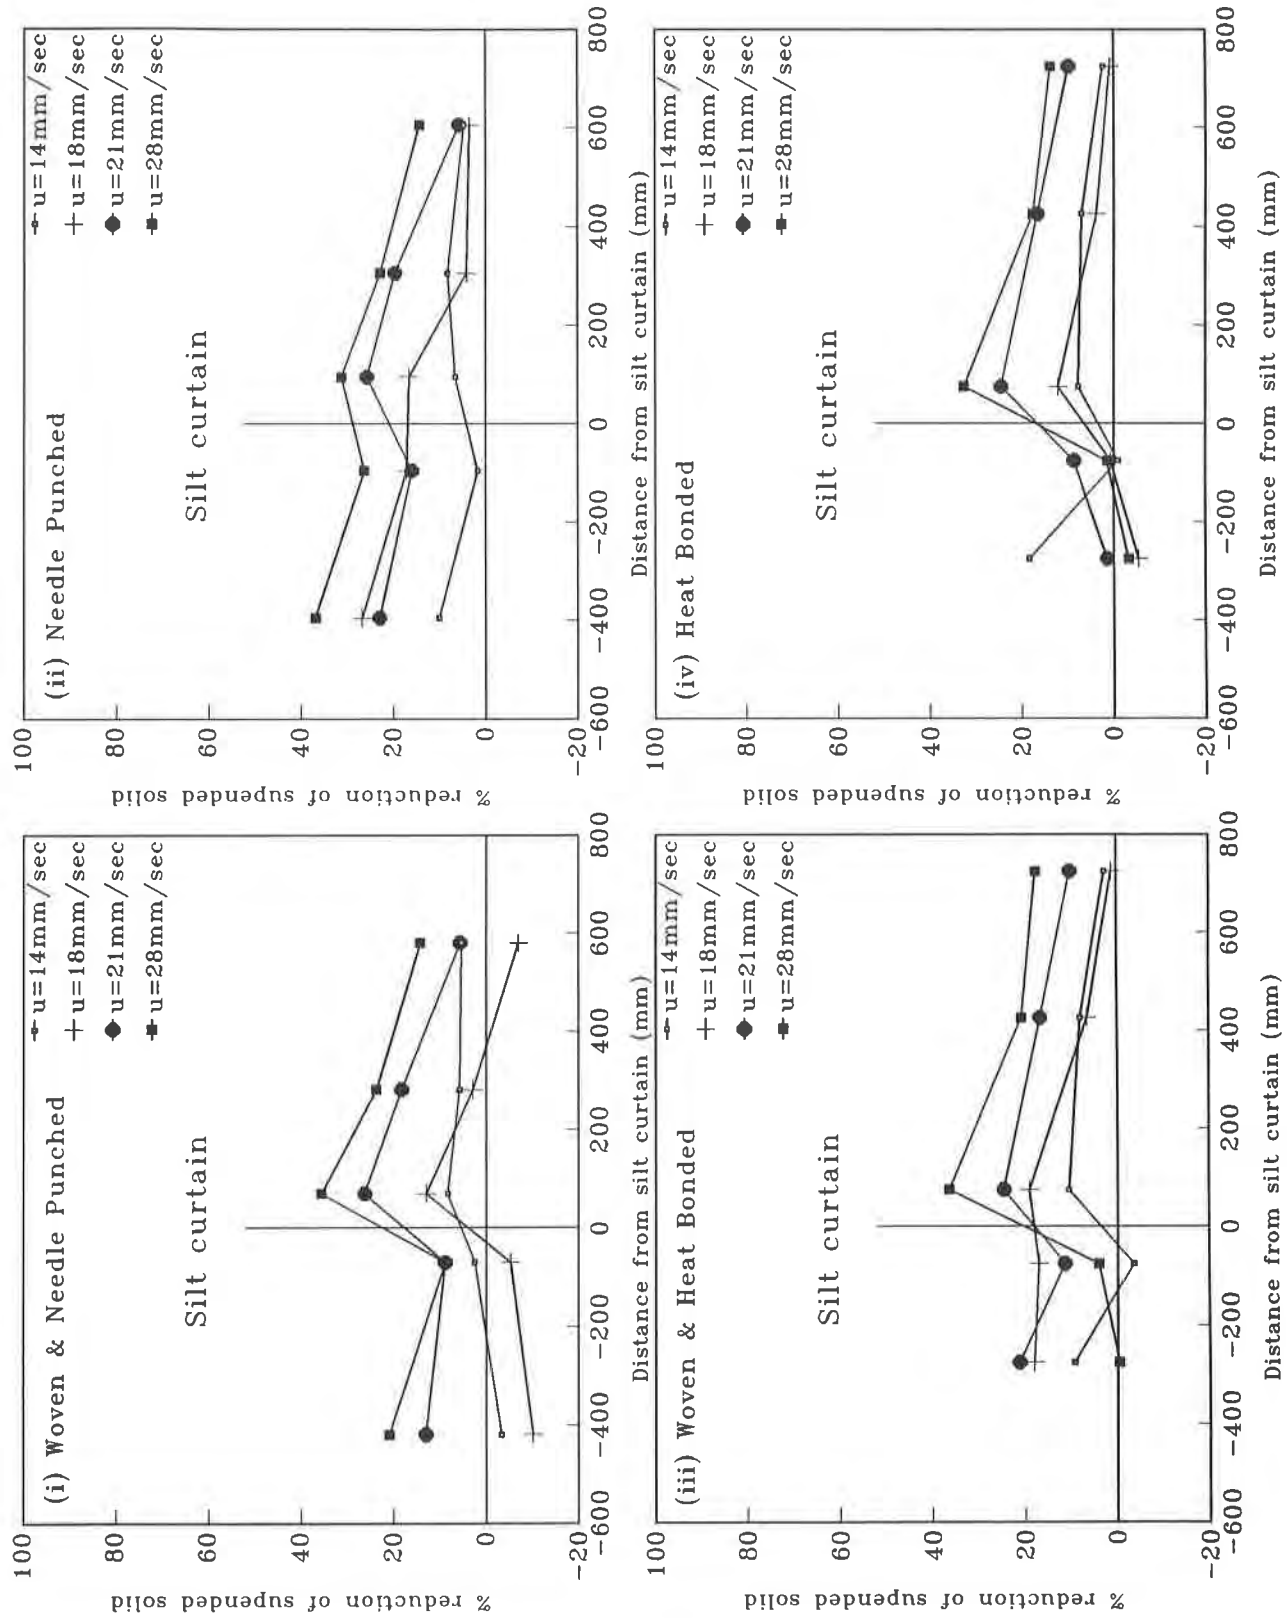 (i) Woven & Needle Punched
u=14mm/sec
u=18mm/sec
u=21mm/sec
u=28mm/sec
Silt curtain
% reduction of supended solid
100
80
60
40
20
0
-20
-600 -400 -200 0 200 400 600 800
Distance from silt curtain (mm)
(ii) Needle Punched
u=14mm/sec
u=18mm/sec
u=21mm/sec
u=28mm/sec
Silt curtain
% reduction of supended solid
100
80
60
40
20
0
-20
-600 -400 -200 0 200 400 600 800
Distance from silt curtain (mm)
(iii) Woven & Heat Bonded
u=14mm/sec
u=18mm/sec
u=21mm/sec
u=28mm/sec
Silt curtain
% reduction of supended solid
100
80
60
40
20
0
-20
-600 -400 -200 0 200 400 600 800
Distance from silt curtain (mm)
(iv) Heat Bonded
u=14mm/sec
u=18mm/sec
u=21mm/sec
u=28mm/sec
Silt curtain
% reduction of supended solid
100
80
60
40
20
0
-20
-600 -400 -200 0 200 400 600 800
Distance from silt curtain (mm)